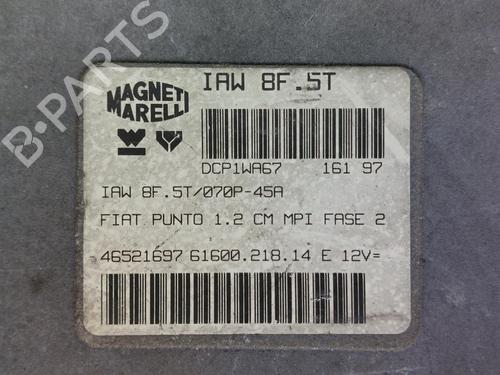 MAGNETI
MARELLI
IAW 8F.5T
DCP1WA67 161 97
IAW 8F.5T/070P-45A
FIAT PUNTO 1.2 CM MPI FASE 2
46521697 61600.218.14 E 12V=
B-PARTS